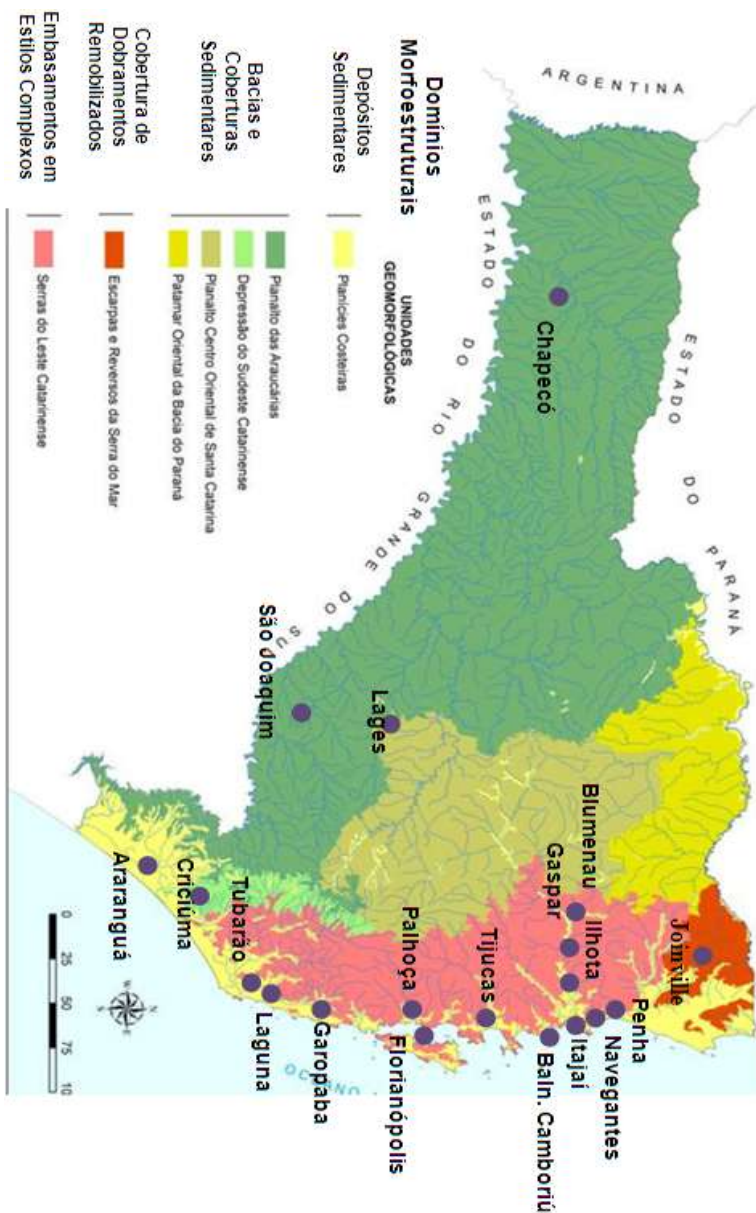 ARGENTINA
ESTADO DO PARANÁ
ESTADO DO RIO GRANDE DO SU
Chapecó
São Joaquim
Lages
Blumenau
Gaspar
Ilhota
Joinville
Penha
Navegantes
Itajaí
Baln. Camboriú
Tijucas
Palhoça
Florianópolis
Garopaba
Laguna
Tubarão
Criciúma
Araranguá
OCEANO
N
E
S
W
0
25
50
75
10
Domínios
Morfoestruturais
UNIDADES
GEOMORFOLÓGICAS
Depósitos
Sedimentares
Planícies Costeiras
Bacias e
Coberturas
Sedimentares
Planalto das Araucárias
Depressão do Sudeste Catarinense
Planalto Centro Oriental de Santa Catarina
Patamar Oriental da Bacia do Paraná
Cobertura de
Dobramentos
Remobilizados
Escarpas e Reversos da Serra do Mar
Embasamentos em
Estilos Complexos
Serras do Leste Catarinense